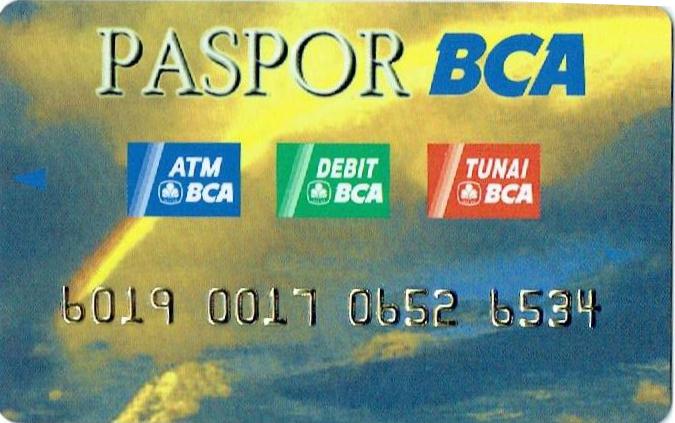 PASPOR BCA
ATM BCA
DEBIT BCA
TUNAI BCA
6019 0017 0652 6534